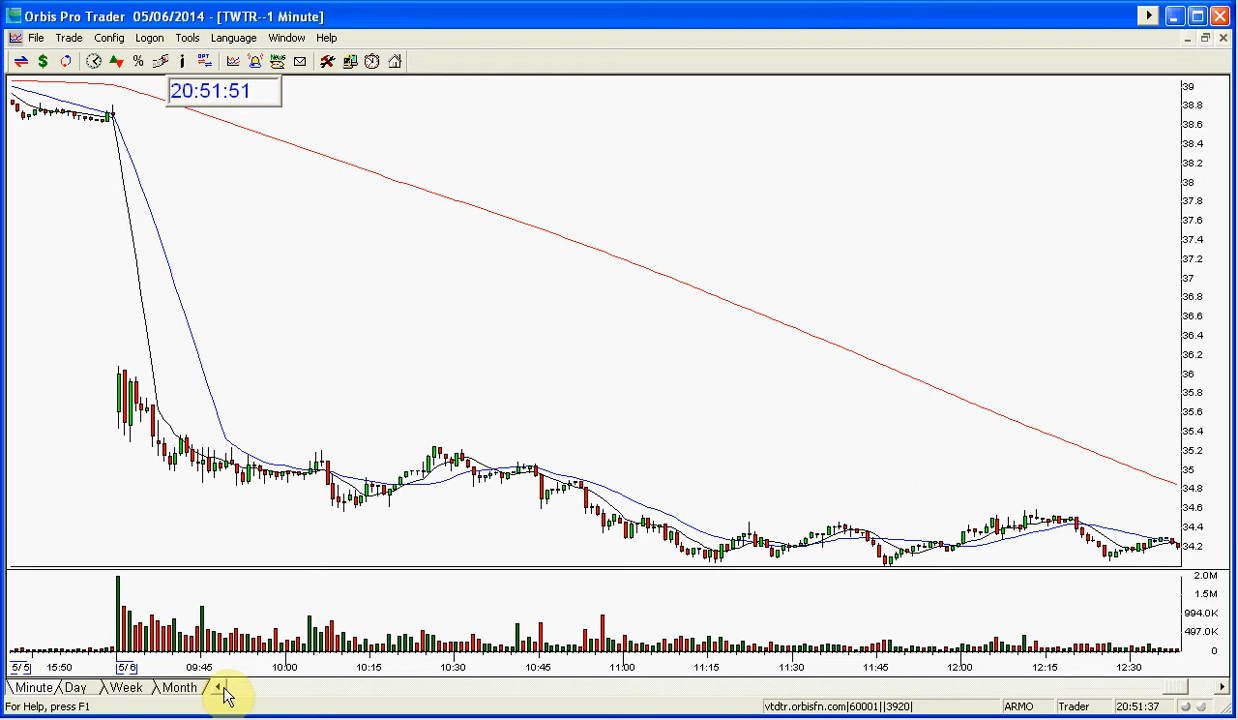 Orbis Pro Trader 05/06/2014 - [TWTR--1 Minute]
File Trade Config Logon Tools Language Window Help
OPT News
20:51:51
39
38.8
38.6
38.4
38.2
38
37.8
37.6
37.4
37.2
37
36.8
36.6
36.4
36.2
36
35.8
35.6
35.4
35.2
35
34.8
34.6
34.4
34.2
2.0M
1.5M
994.0K
497.0K
0
5/5 15:50 5/6 09:45 10:00 10:15 10:30 10:45 11:00 11:15 11:30 11:45 12:00 12:15 12:30
Minute Day Week Month
For Help, press F1 vtdtr.orbisfn.com|60001||3920| ARMO Trader 20:51:37